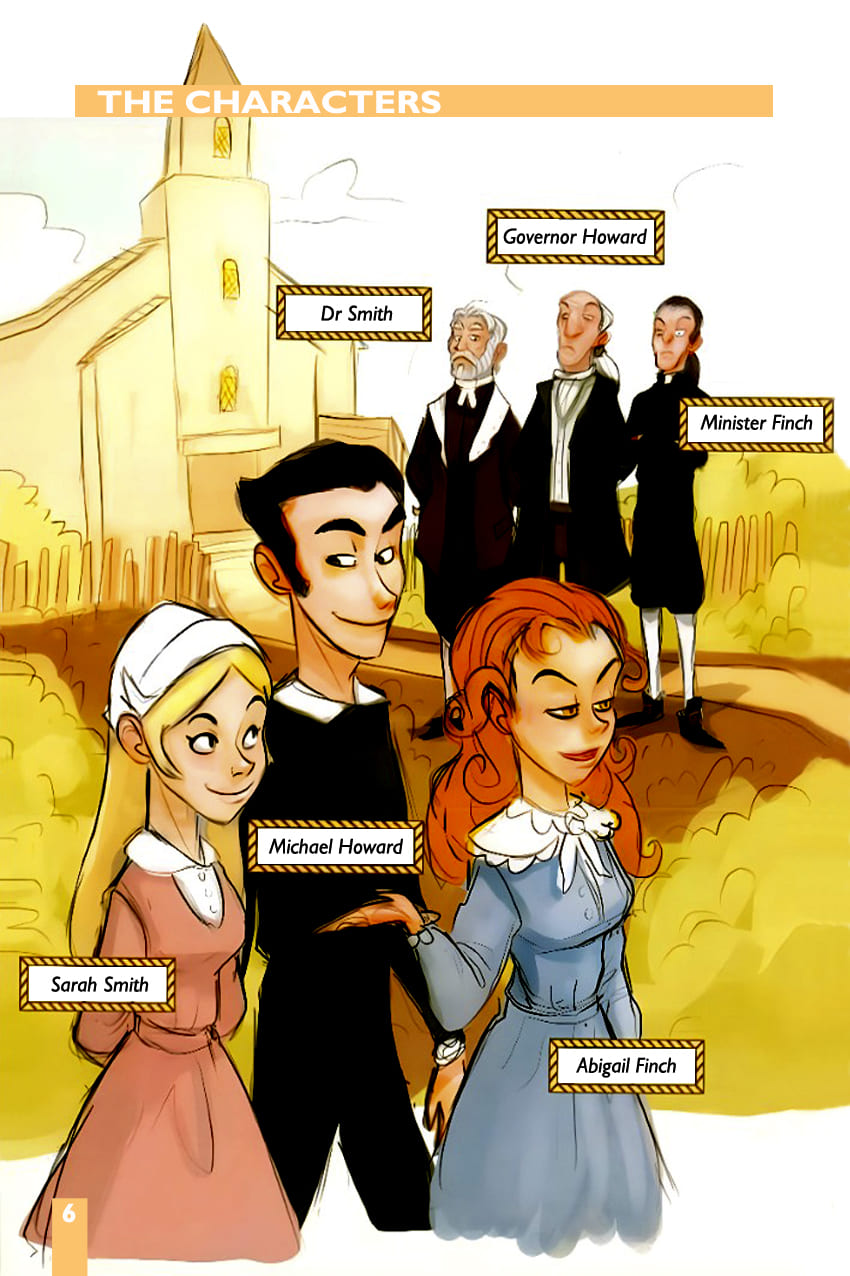 THE CHARACTERS
Governor Howard
Dr Smith
Minister Finch
Michael Howard
Sarah Smith
Abigail Finch
6